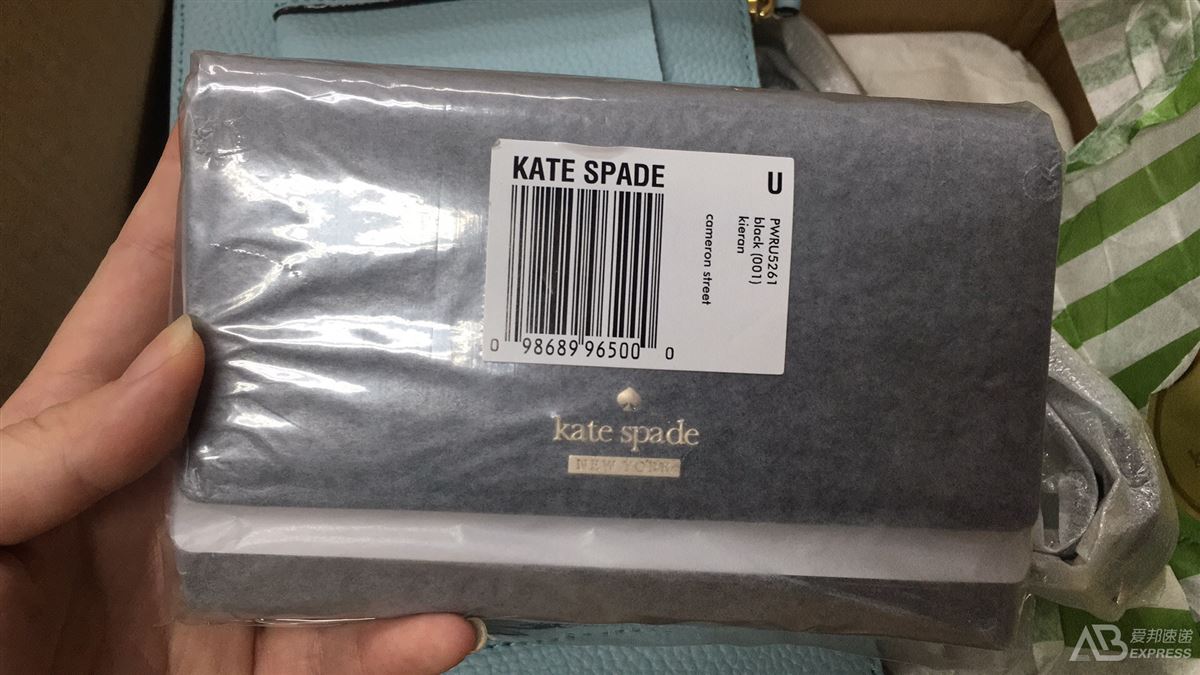 KATE SPADE
U
PWRU5261
black (001)
kieran
cameron street
0 98689 96500 0
kate spade
NEW YORK
AB 爱邦速递
EXPRESS